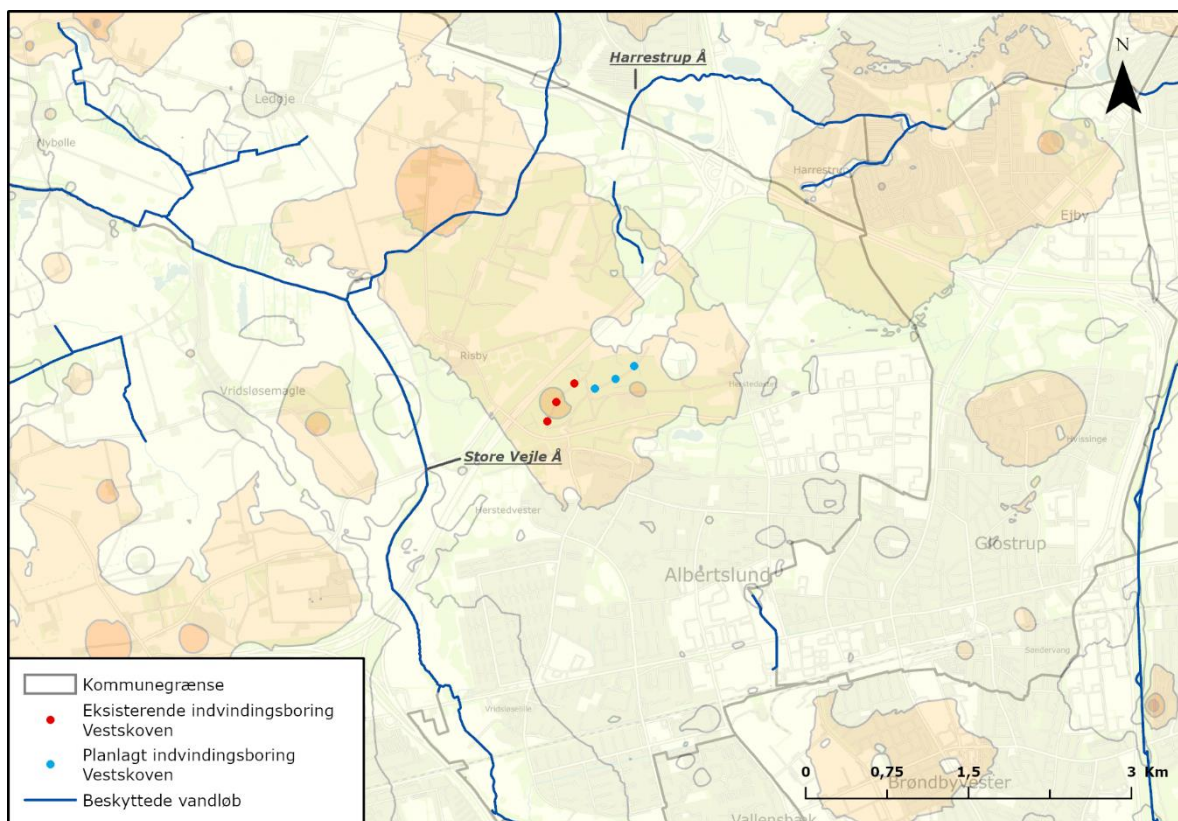 N
Harrestrup Å
Ledøje
Nybølle
Harrestrup
Ejby
Risby
Vridsløsemagle
Herstedøster
Hvissinge
Store Vejle Å
Herstedvester
Glostrup
Albertslund
Søndervang
Vridsløselille
Brøndbyvester
Vallensbæk
Kommunegrænse
Eksisterende indvindingsboring
Vestskoven
Planlagt indvindingsboring
Vestskoven
Beskyttede vandløb
0 0,75 1,5 3 Km